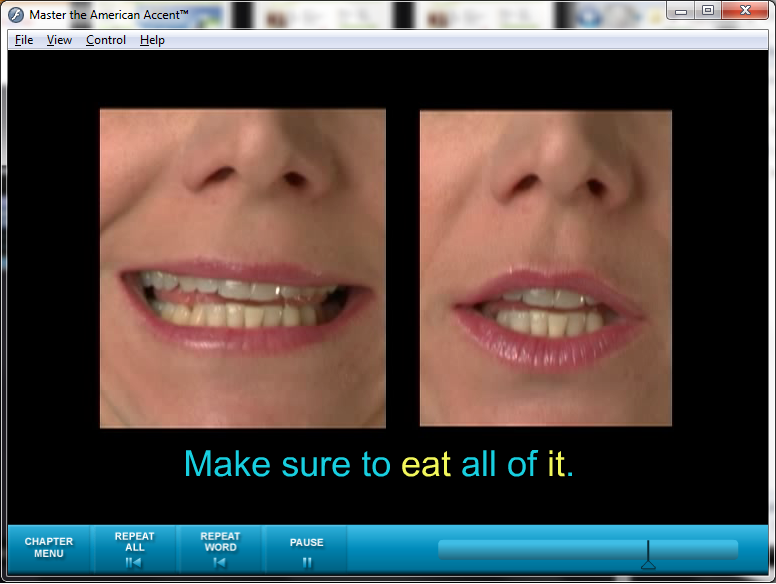 Master the American Accent™
File View Control Help
Make sure to eat all of it.
CHAPTER
MENU
REPEAT
ALL
REPEAT
WORD
PAUSE